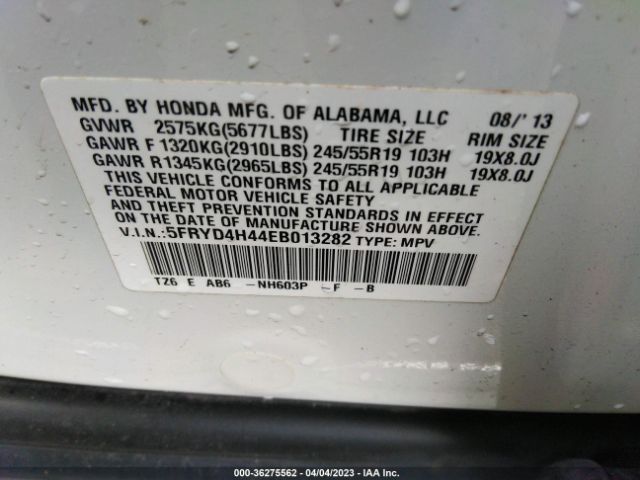 MFD. BY HONDA MFG. OF ALABAMA, LLC 08/' 13
GVWR 2575KG(5677LBS) TIRE SIZE RIM SIZE
GAWR F 1320KG(2910LBS) 245/55R19 103H 19X8.0J
GAWR R1345KG(2965LBS) 245/55R19 103H 19X8.0J
THIS VEHICLE CONFORMS TO ALL APPLICABLE
FEDERAL MOTOR VEHICLE SAFETY
AND THEFT PREVENTION STANDARDS IN EFFECT
ON THE DATE OF MANUFACTURE SHOWN ABOVE.
V.I.N.:5FRYD4H44EB013282 TYPE: MPV
TZ6 E AB6 -NH603P -F -B
000-36275562 - 04/04/2023 - IAA Inc.